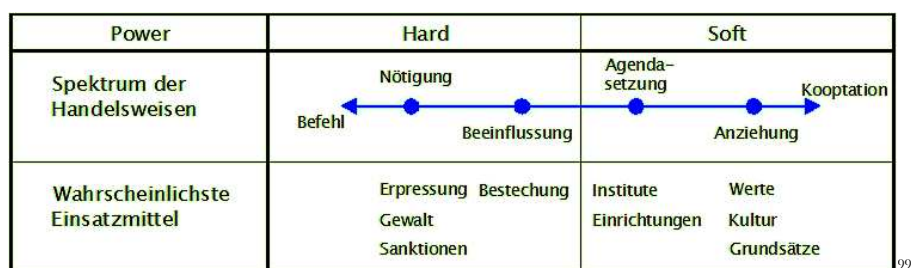 Power Hard Soft
Spektrum der
Handelsweisen
Befehl
Nötigung
Beeinflussung
Agenda-
setzung
Anziehung
Kooptation
Wahrscheinlichste
Einsatzmittel
Erpressung Bestechung Institute Werte
Gewalt Einrichtungen Kultur
Sanktionen Grundsätze
99